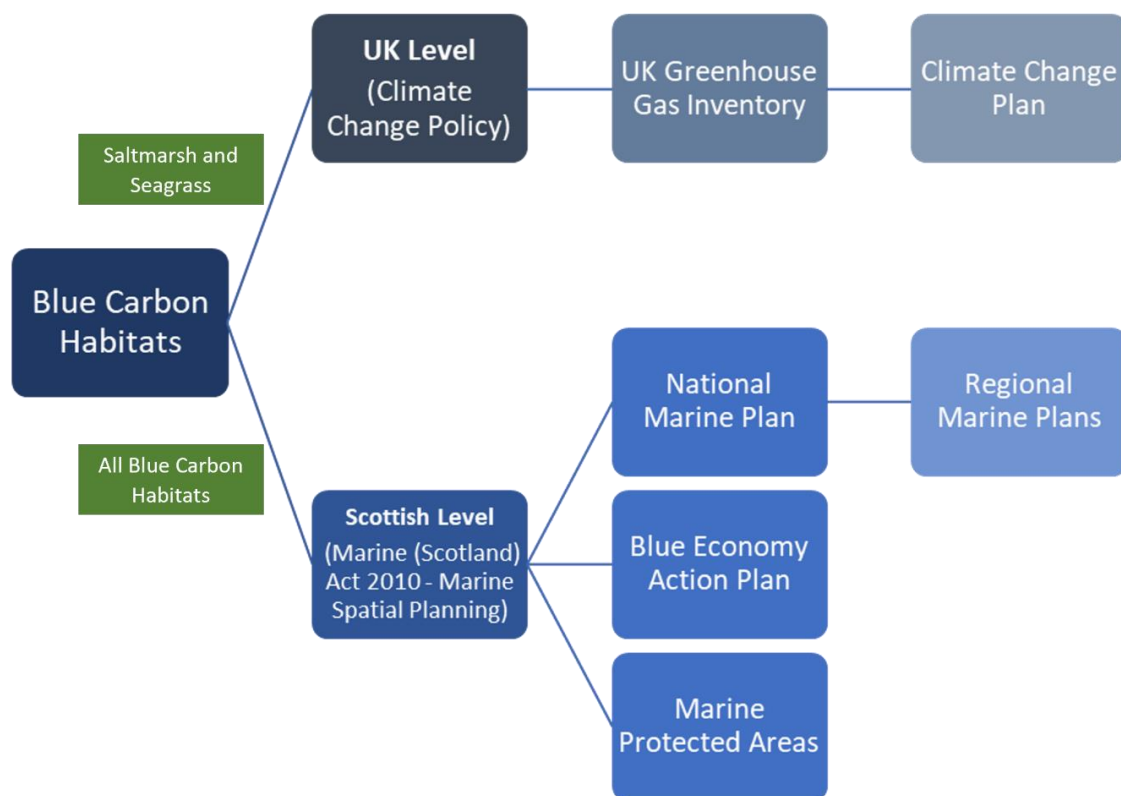 UK Level
(Climate
Change Policy)
UK Greenhouse
Gas Inventory
Climate Change
Plan
Saltmarsh and
Seagrass
Blue Carbon
Habitats
All Blue Carbon
Habitats
Scottish Level
(Marine (Scotland)
Act 2010 - Marine
Spatial Planning)
National
Marine Plan
Regional
Marine Plans
Blue Economy
Action Plan
Marine
Protected Areas